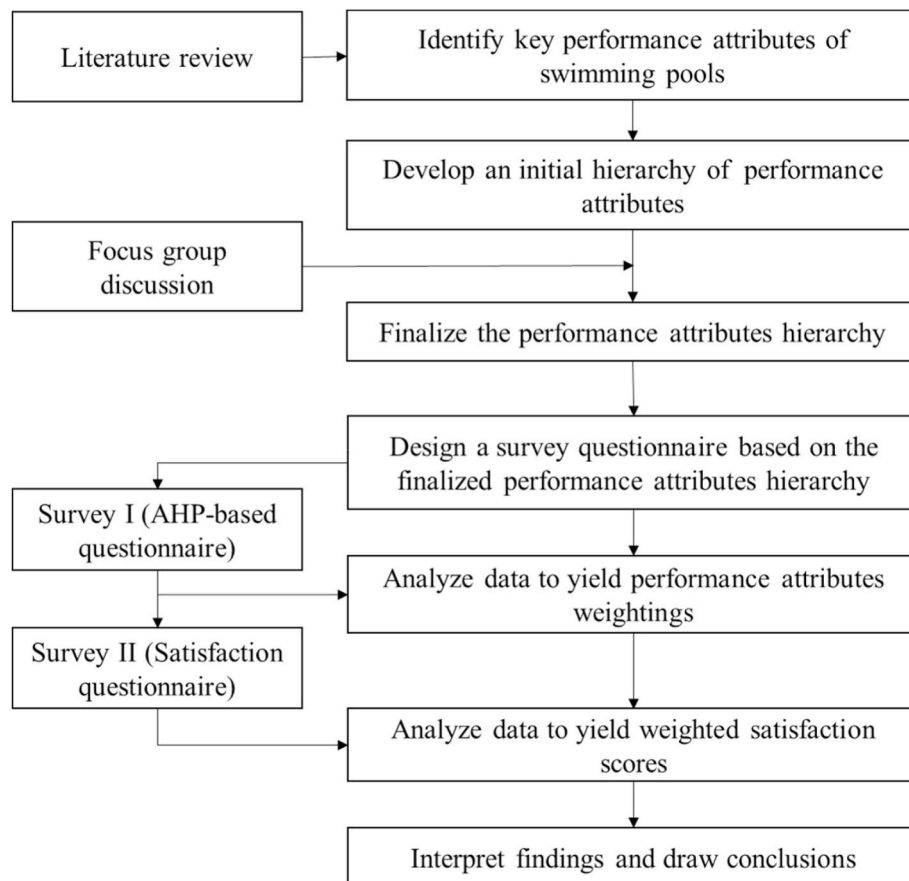 Literature review
Identify key performance attributes of
swimming pools
Develop an initial hierarchy of performance
attributes
Focus group
discussion
Finalize the performance attributes hierarchy
Design a survey questionnaire based on the
finalized performance attributes hierarchy
Survey I (AHP-based
questionnaire)
Analyze data to yield performance attributes
weightings
Survey II (Satisfaction
questionnaire)
Analyze data to yield weighted satisfaction
scores
Interpret findings and draw conclusions